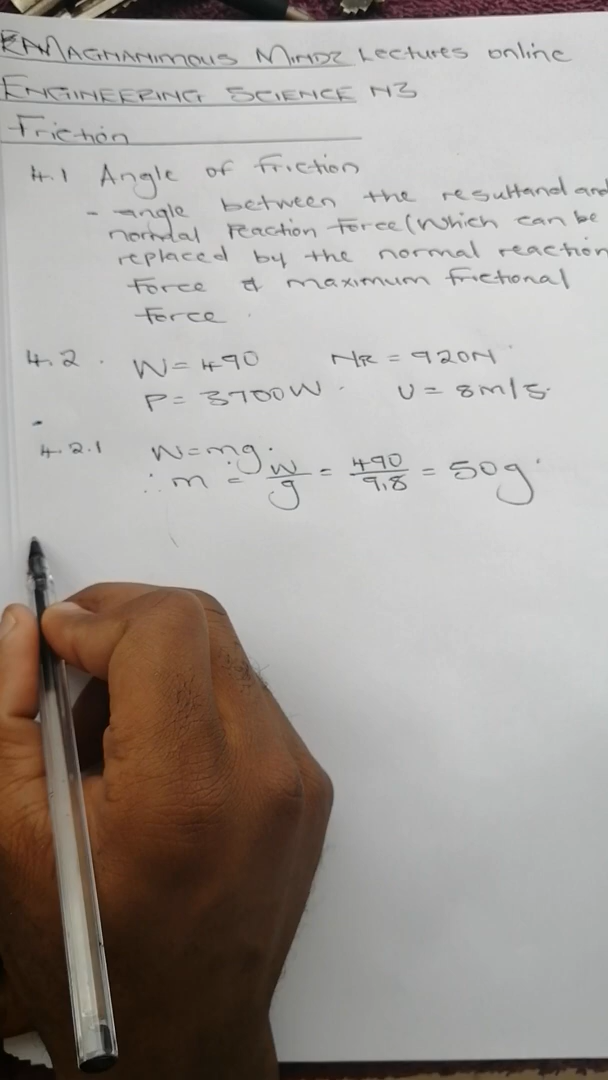 RAMAGNANIMOUS MINDZ Lectures online
ENGINEERING SCIENCE N3
Friction
4.1 Angle of friction
- angle between the resultand and
normal reaction force (Which can be
replaced by the normal reaction
force & maximum frictional
force.
4.2. W = 490 NR = 920N
P = 3700W. U = 8m/s.
4.2.1 W = mg.
∴ m = W/g = 490/9,8 = 50g